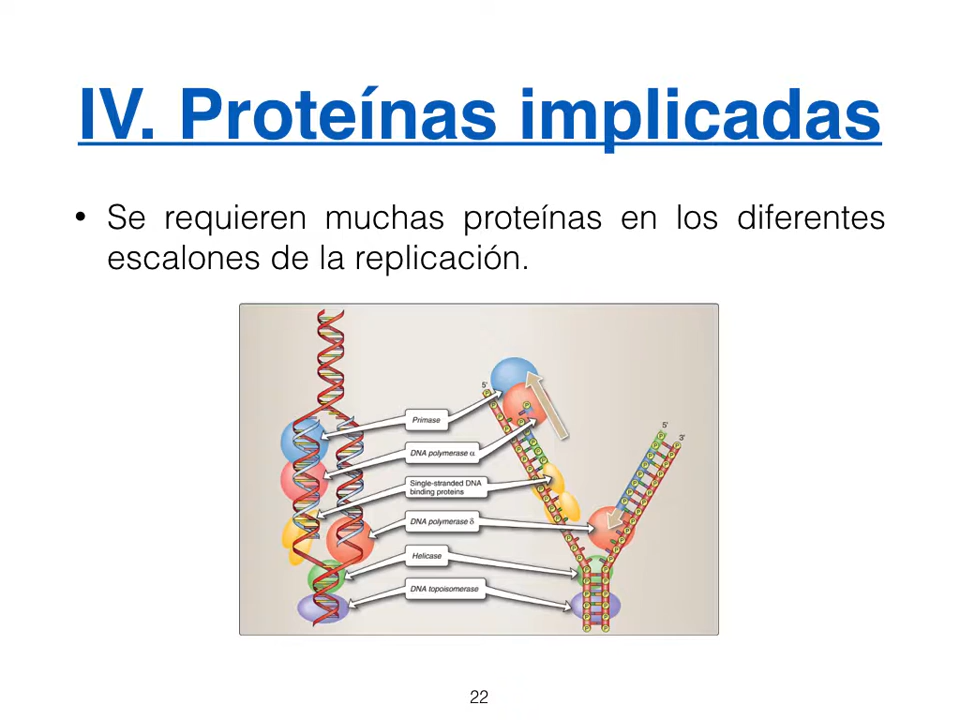 IV. Proteínas implicadas
• Se requieren muchas proteínas en los diferentes
escalones de la replicación.
5'
Primase
5'
3'
DNA polymerase α
Single-stranded DNA
binding proteins
DNA polymerase δ
Helicase
DNA topoisomerase
22